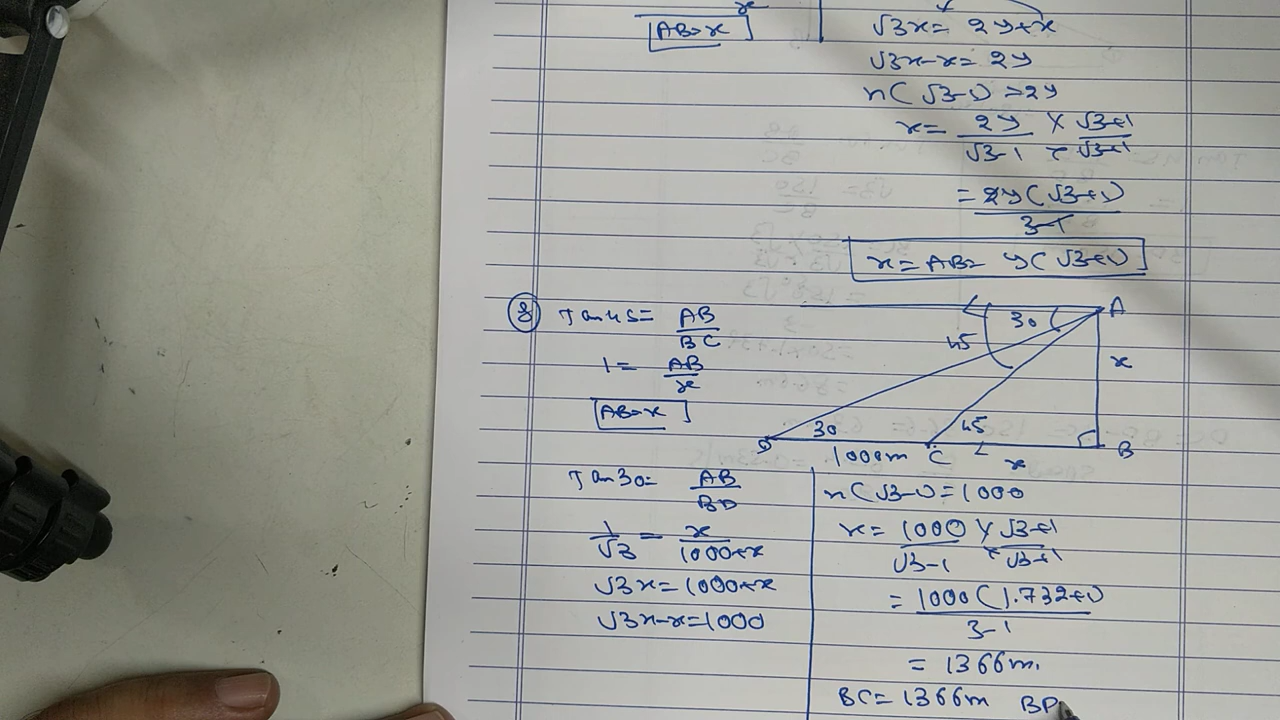 x
AB=x
√3x = 2y+x
√3x-x = 2y
x(√3-1) = 2y
x = 2y/√3-1 × √3+1/√3+1
= 2y(√3+1)/3-1
x = AB = y(√3+1)
8 Tan45 = AB/BC
1 = AB/x
AB=x
A
30
45
x
D 30 45 B
1000m C x
Tan30 = AB/BD
1/√3 = x/1000+x
√3x = 1000+x
√3x-x = 1000
x(√3-1) = 1000
x = 1000/√3-1 × √3+1/√3+1
= 1000(1.732+1)/3-1
= 1366m.
BC = 1366m BD